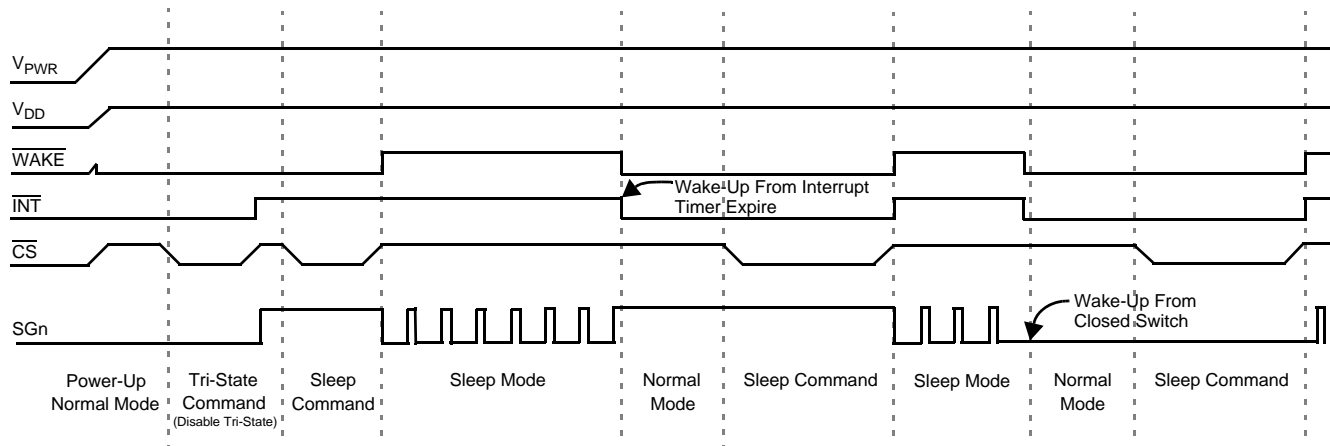 VPWR
VDD
WAKE
INT
CS
SGn
Wake-Up From Interrupt
Timer Expire
Wake-Up From
Closed Switch
Power-Up
Normal Mode
Tri-State
Command
(Disable Tri-State)
Sleep
Command
Sleep Mode
Normal
Mode
Sleep Command
Sleep Mode
Normal
Mode
Sleep Command